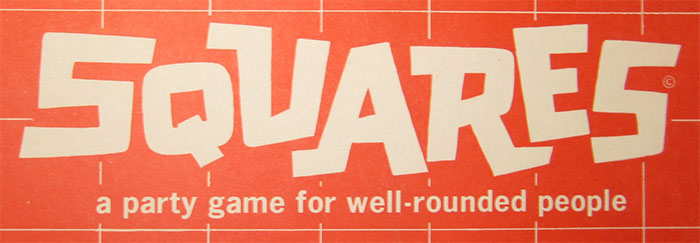 SQUARES ©
a party game for well-rounded people